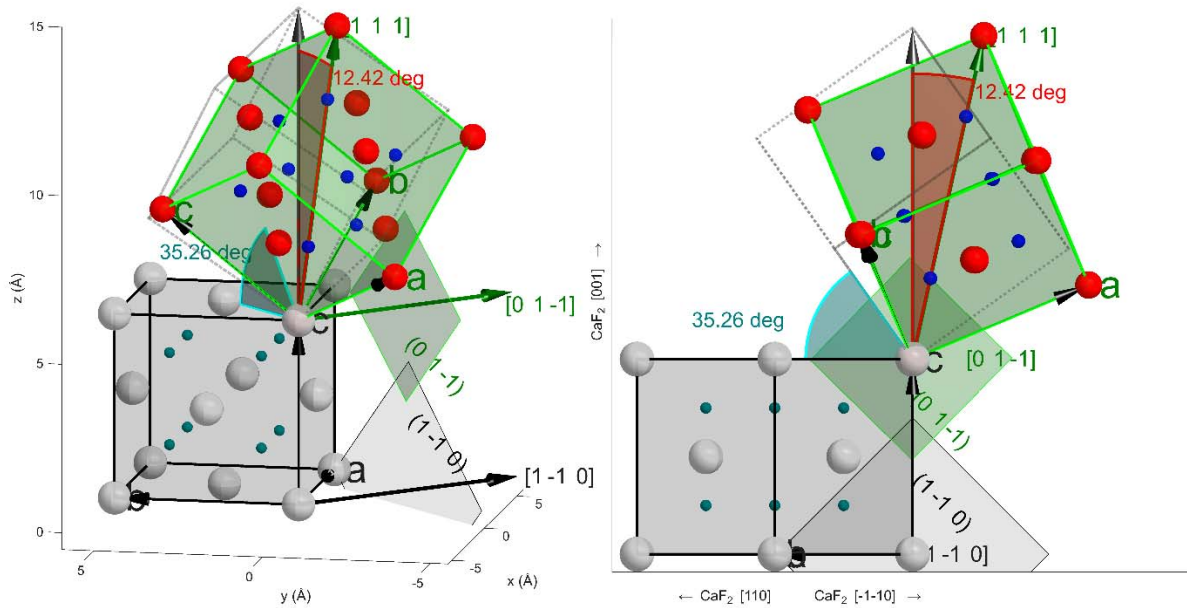 15
10
5
0
z (Å)
5
0
-5
y (Å)
5
0
-5
x (Å)
1 1 1]
12.42 deg
b
c
a
35.26 deg
c
[0 1 -1]
(0 1 -1)
(1 -1 0)
a
b
[1 -1 0]
CaF2 [001] →
[1 1 1]
12.42 deg
b
a
35.26 deg
c
[0 1 -1]
(0 1 -1)
(1 -1 0)
b
1 -1 0]
← CaF2 [110]
CaF2 [-1-10] →